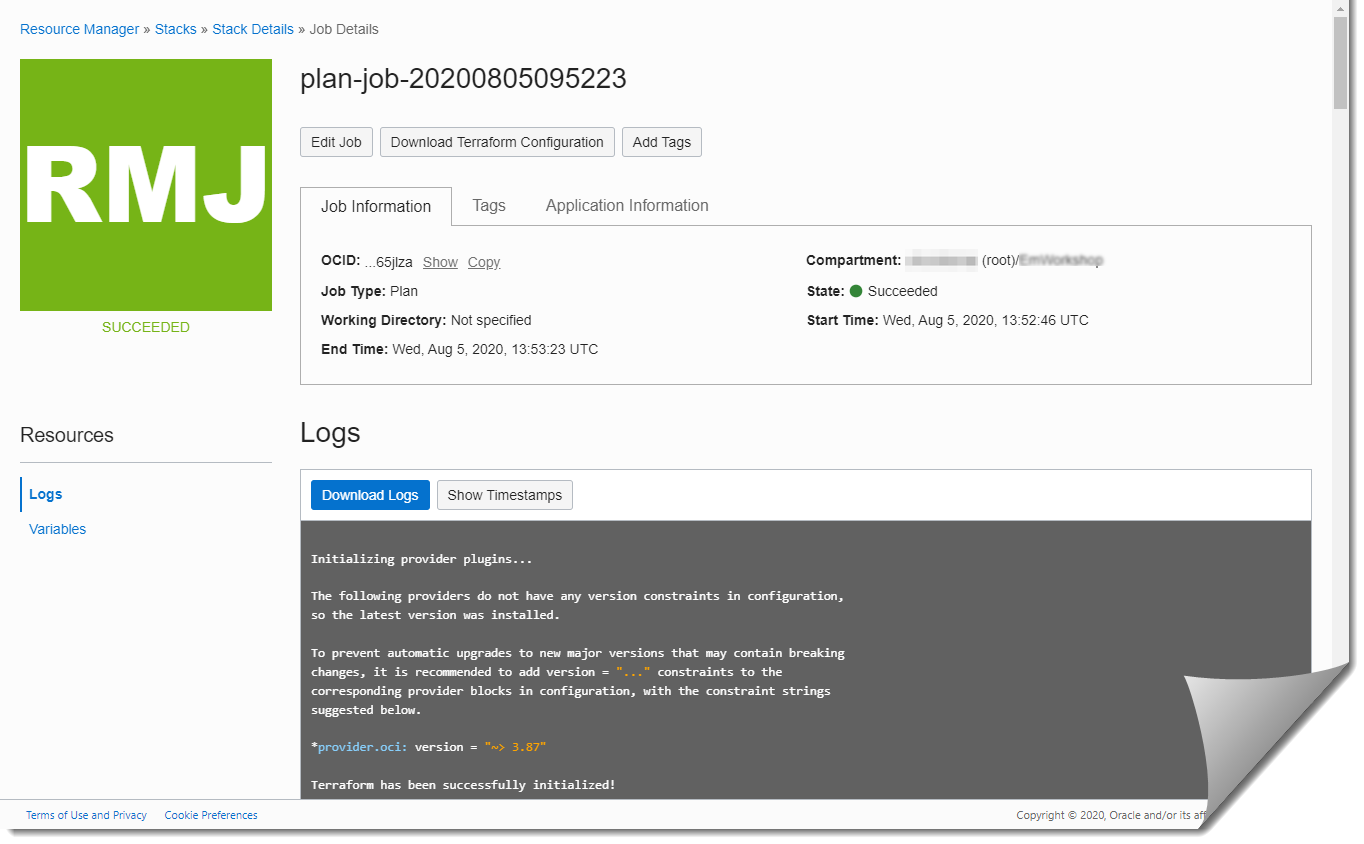 Resource Manager » Stacks » Stack Details » Job Details
RMJ
SUCCEEDED
plan-job-20200805095223
Edit Job Download Terraform Configuration Add Tags
Job Information Tags Application Information
OCID: ...65jlza Show Copy
Job Type: Plan
Working Directory: Not specified
End Time: Wed, Aug 5, 2020, 13:53:23 UTC
Compartment: (root)/EmWorkshop
State: Succeeded
Start Time: Wed, Aug 5, 2020, 13:52:46 UTC
Resources
Logs
Variables
Logs
Download Logs Show Timestamps
Initializing provider plugins...
The following providers do not have any version constraints in configuration,
so the latest version was installed.
To prevent automatic upgrades to new major versions that may contain breaking
changes, it is recommended to add version = "..." constraints to the
corresponding provider blocks in configuration, with the constraint strings
suggested below.
*provider.oci: version = "~> 3.87"
Terraform has been successfully initialized!
Terms of Use and Privacy Cookie Preferences
Copyright © 2020, Oracle and/or its aff